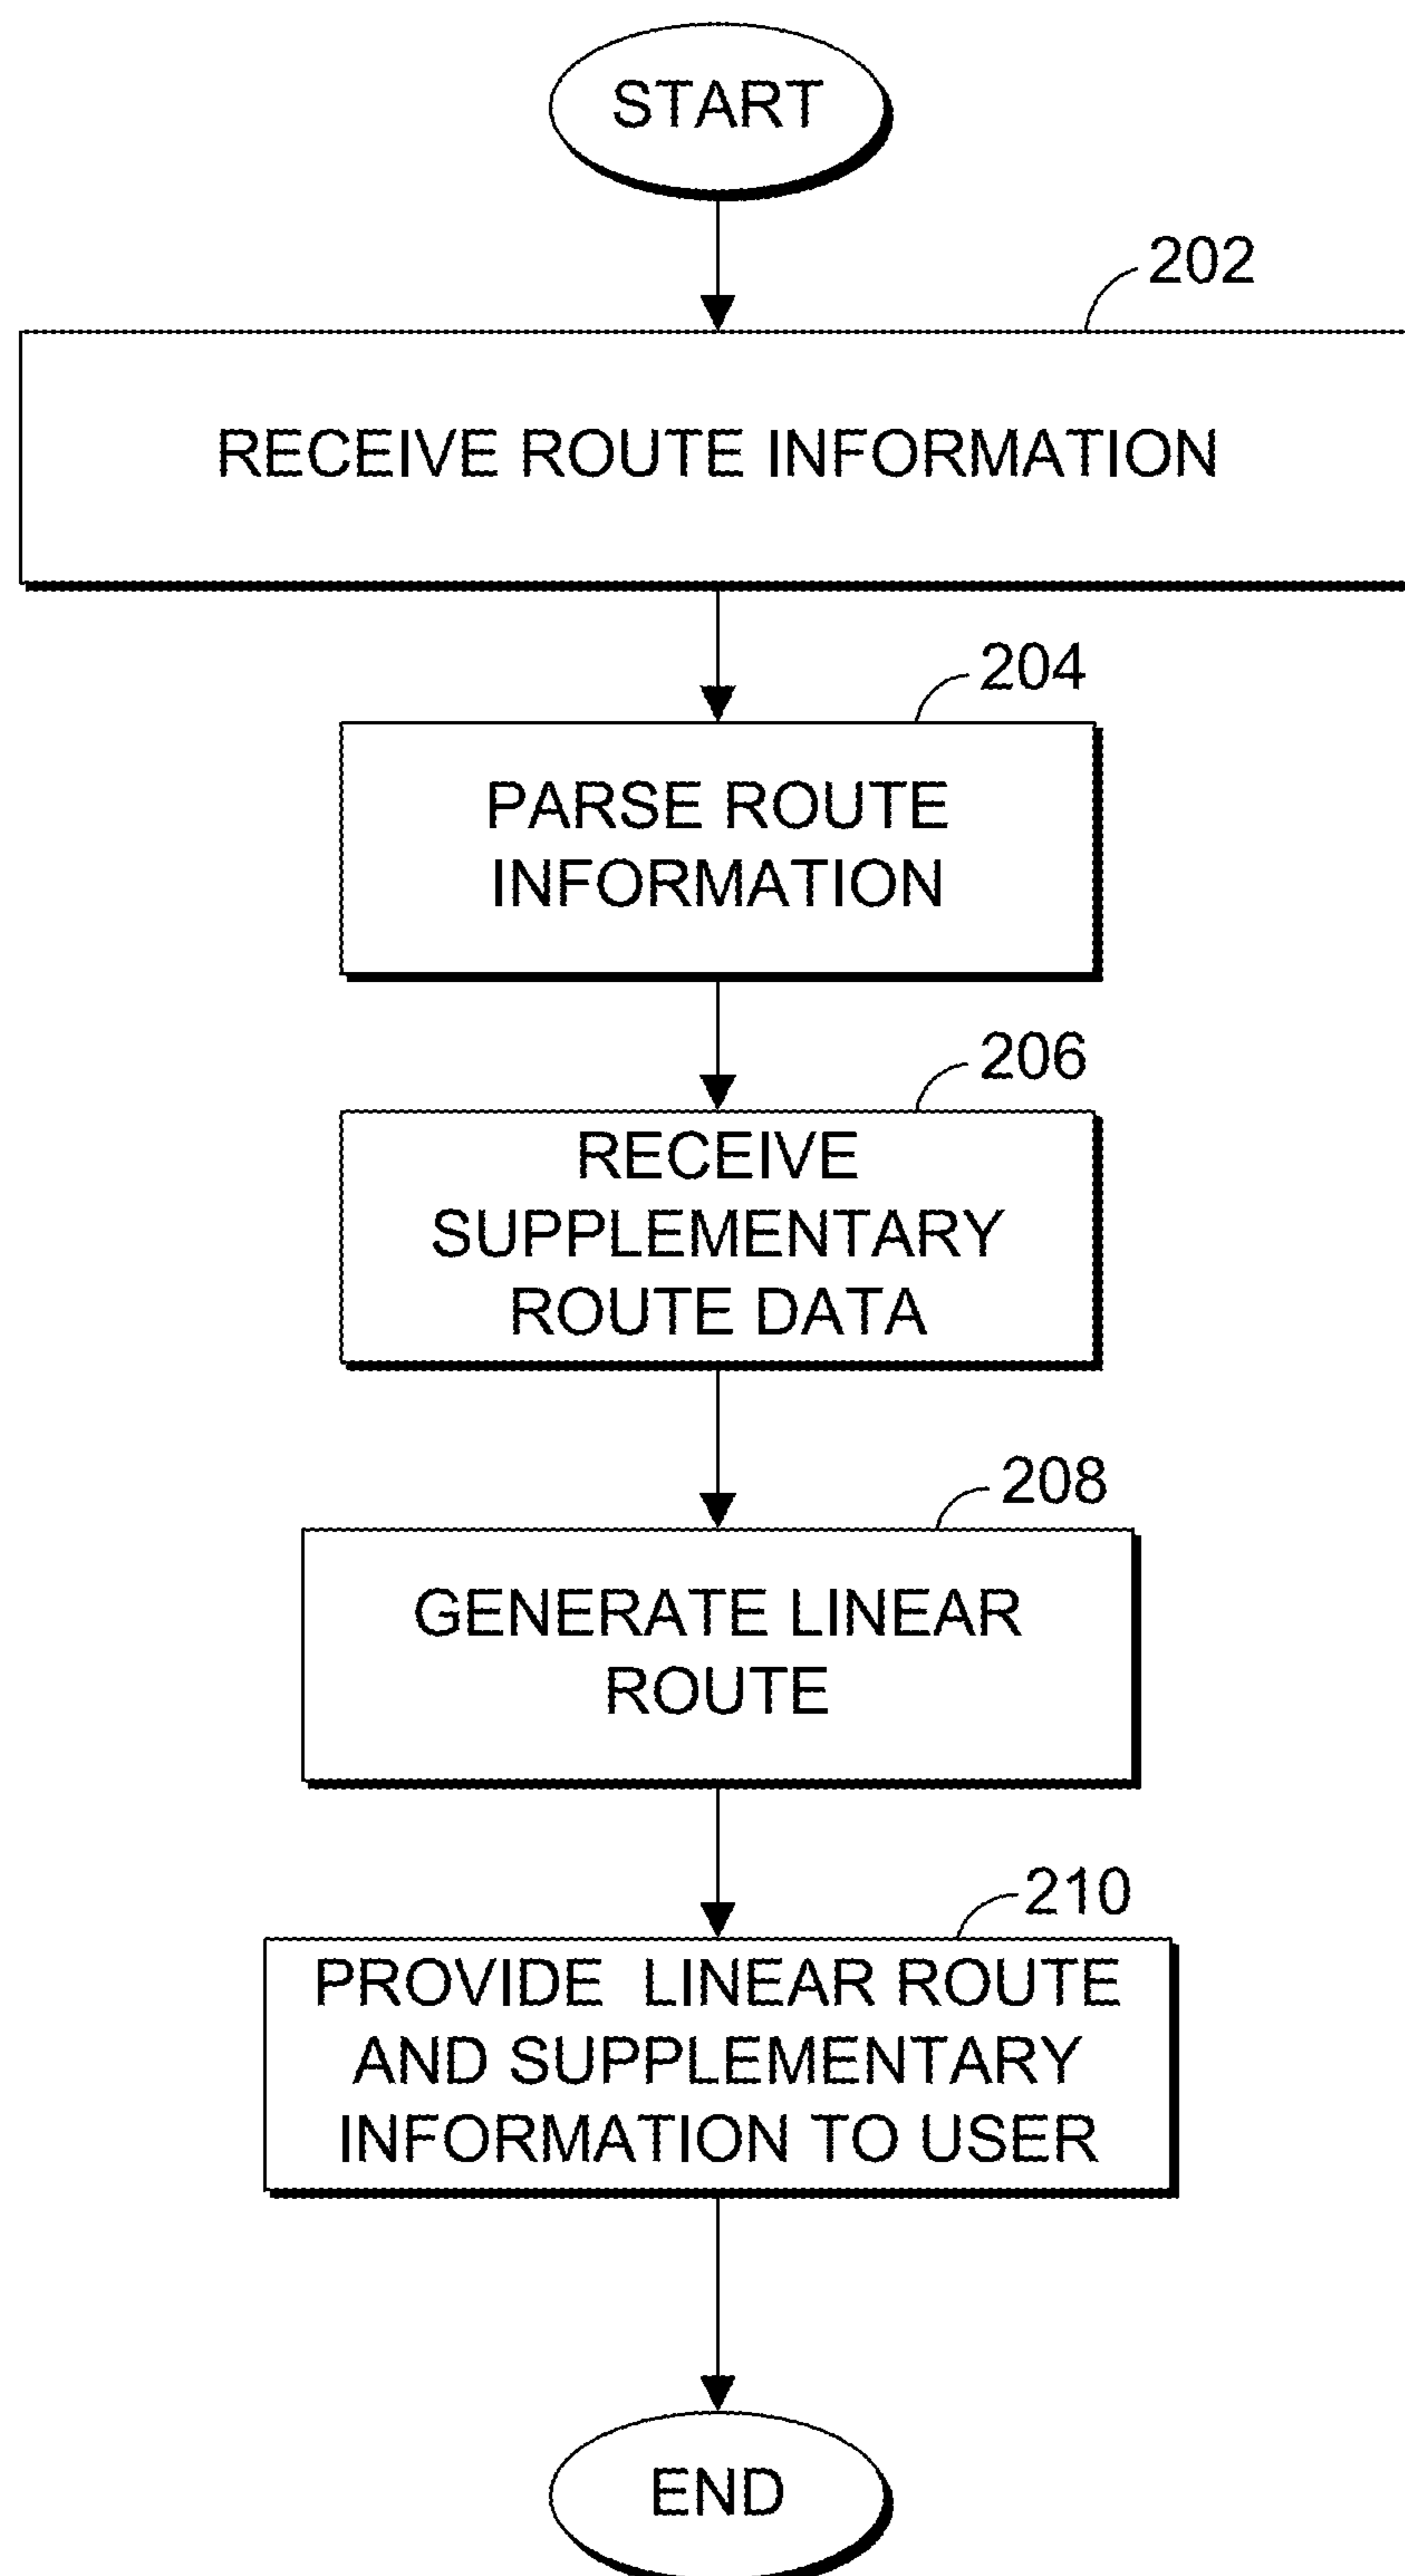 START
202
RECEIVE ROUTE INFORMATION
204
PARSE ROUTE
INFORMATION
206
RECEIVE
SUPPLEMENTARY
ROUTE DATA
208
GENERATE LINEAR
ROUTE
210
PROVIDE LINEAR ROUTE
AND SUPPLEMENTARY
INFORMATION TO USER
END